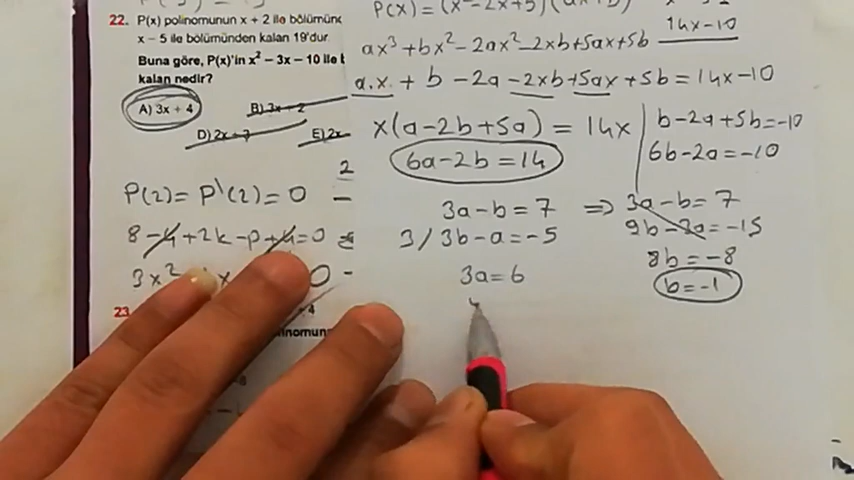 22. P(x) polinomunun x + 2 ile bölümünd
x – 5 ile bölümünden kalan 19'dur.
Buna göre, P(x)'in x² – 3x – 10 ile b
kalan nedir?
A) 3x + 4 B) 3x – 2
D) 2x + 3 E) 2x
P(2) = P'(2) = 0
8 - 4 + 2k - p + 4 = 0
3x²
23.
P(x) = (x² - 2x + 5) (ax + b)
14x - 10
ax³ + bx² - 2ax² - 2xb + 5ax + 5b
a.x + b - 2a - 2xb + 5ax + 5b = 14x - 10
x(a - 2b + 5a) = 14x
b - 2a + 5b = -10
6a - 2b = 14
6b - 2a = -10
3a - b = 7 ⇒ 3a - b = 7
3 / 3b - a = -5
9b - 3a = -15
3a = 6
8b = -8
b = -1